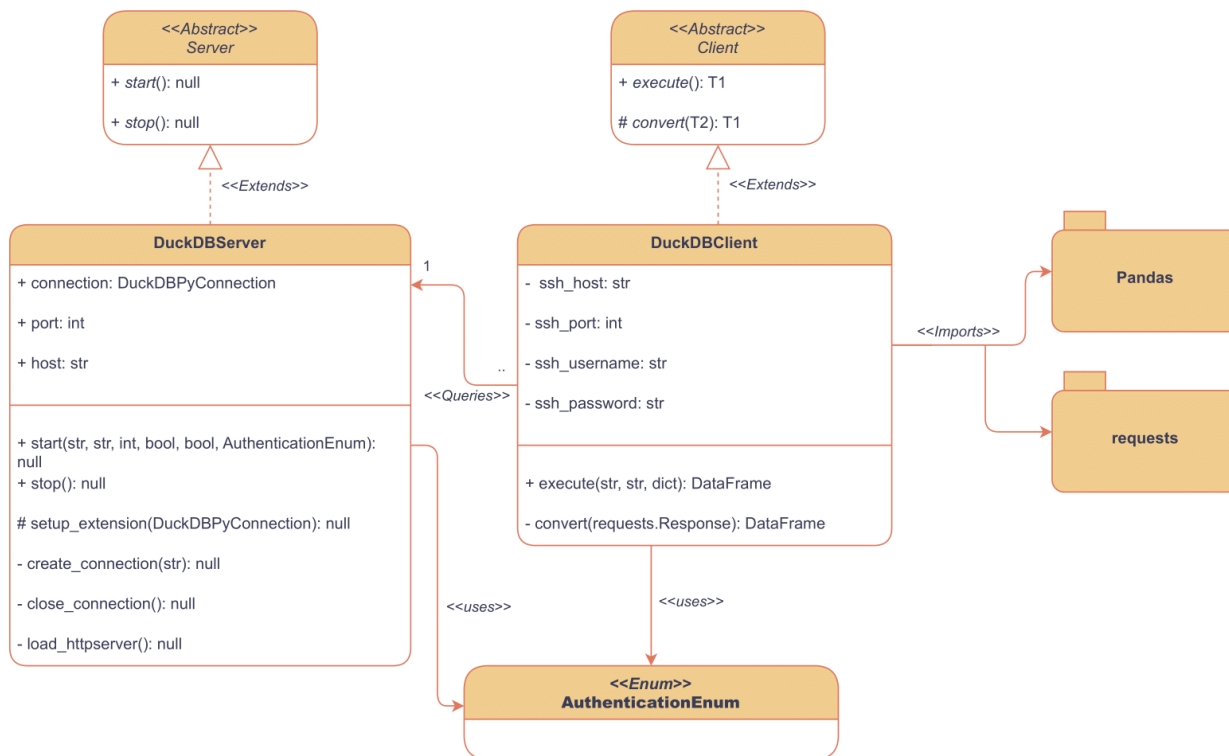 <<Abstract>>
Server
+ start(): null
+ stop(): null
<<Abstract>>
Client
+ execute(): T1
# convert(T2): T1
<<Extends>>
<<Extends>>
DuckDBServer
+ connection: DuckDBPyConnection
+ port: int
+ host: str
+ start(str, str, int, bool, bool, AuthenticationEnum):
null
+ stop(): null
# setup_extension(DuckDBPyConnection): null
- create_connection(str): null
- close_connection(): null
- load_httpserver(): null
1
..
<<Queries>>
DuckDBClient
- ssh_host: str
- ssh_port: int
- ssh_username: str
- ssh_password: str
+ execute(str, str, dict): DataFrame
- convert(requests.Response): DataFrame
<<Imports>>
Pandas
requests
<<uses>>
<<uses>>
<<Enum>>
AuthenticationEnum